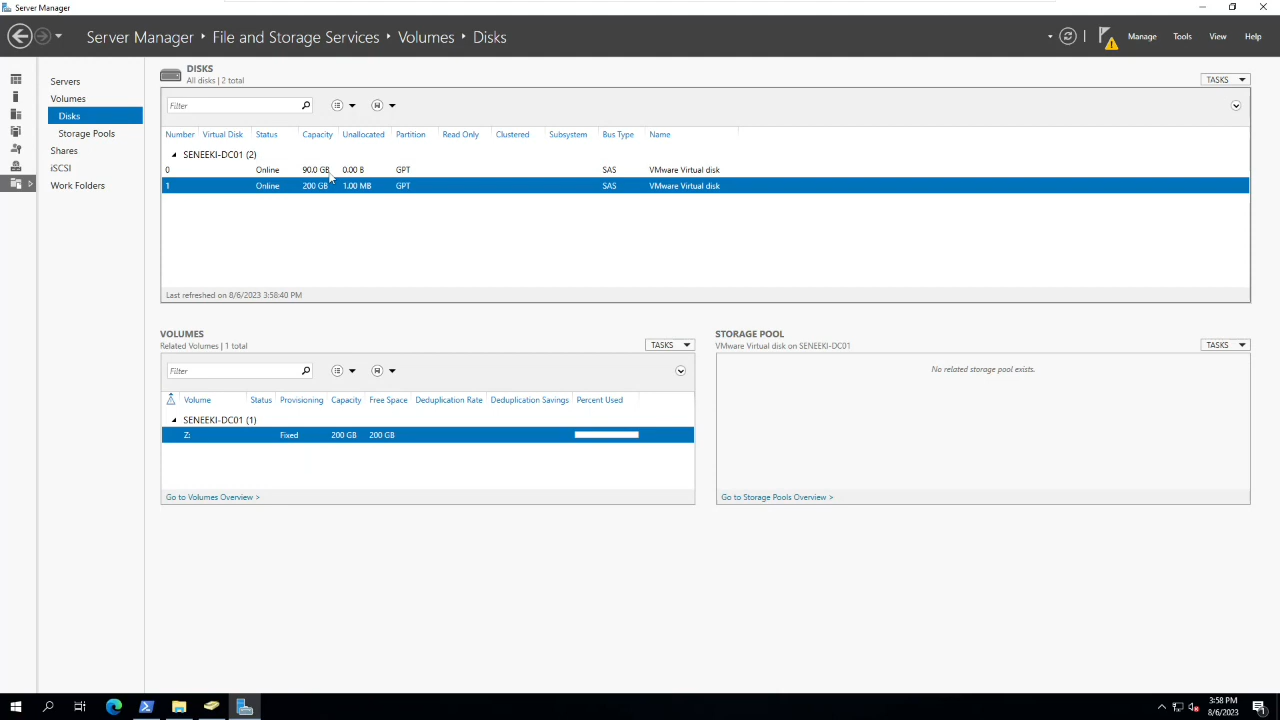 Server Manager
Server Manager › File and Storage Services › Volumes › Disks
Manage Tools View Help
Servers
Volumes
Disks
Storage Pools
Shares
iSCSI
Work Folders
DISKS
All disks | 2 total
TASKS
Filter
Number Virtual Disk Status Capacity Unallocated Partition Read Only Clustered Subsystem Bus Type Name
SENEEKI-DC01 (2)
0 Online 90.0 GB 0.00 B GPT SAS VMware Virtual disk
1 Online 200 GB 1.00 MB GPT SAS VMware Virtual disk
Last refreshed on 8/6/2023 3:58:40 PM
VOLUMES
Related Volumes | 1 total
TASKS
Filter
Volume Status Provisioning Capacity Free Space Deduplication Rate Deduplication Savings Percent Used
SENEEKI-DC01 (1)
Z: Fixed 200 GB 200 GB
Go to Volumes Overview >
STORAGE POOL
VMware Virtual disk on SENEEKI-DC01
TASKS
No related storage pool exists.
Go to Storage Pools Overview >
3:58 PM
8/6/2023
1